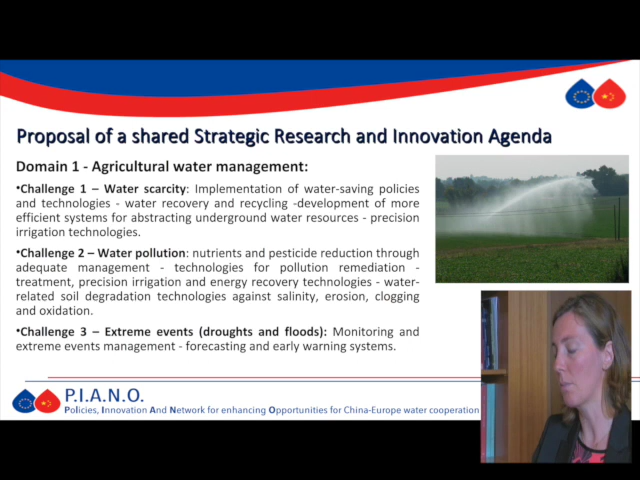 Proposal of a shared Strategic Research and Innovation Agenda
Domain 1 - Agricultural water management:
•Challenge 1 – Water scarcity: Implementation of water-saving policies
and technologies - water recovery and recycling -development of more
efficient systems for abstracting underground water resources - precision
irrigation technologies.
•Challenge 2 – Water pollution: nutrients and pesticide reduction through
adequate management - technologies for pollution remediation -
treatment, precision irrigation and energy recovery technologies - water-
related soil degradation technologies against salinity, erosion, clogging
and oxidation.
•Challenge 3 – Extreme events (droughts and floods): Monitoring and
extreme events management - forecasting and early warning systems.
P.I.A.N.O.
Policies, Innovation And Network for enhancing Opportunities for China-Europe water cooperation